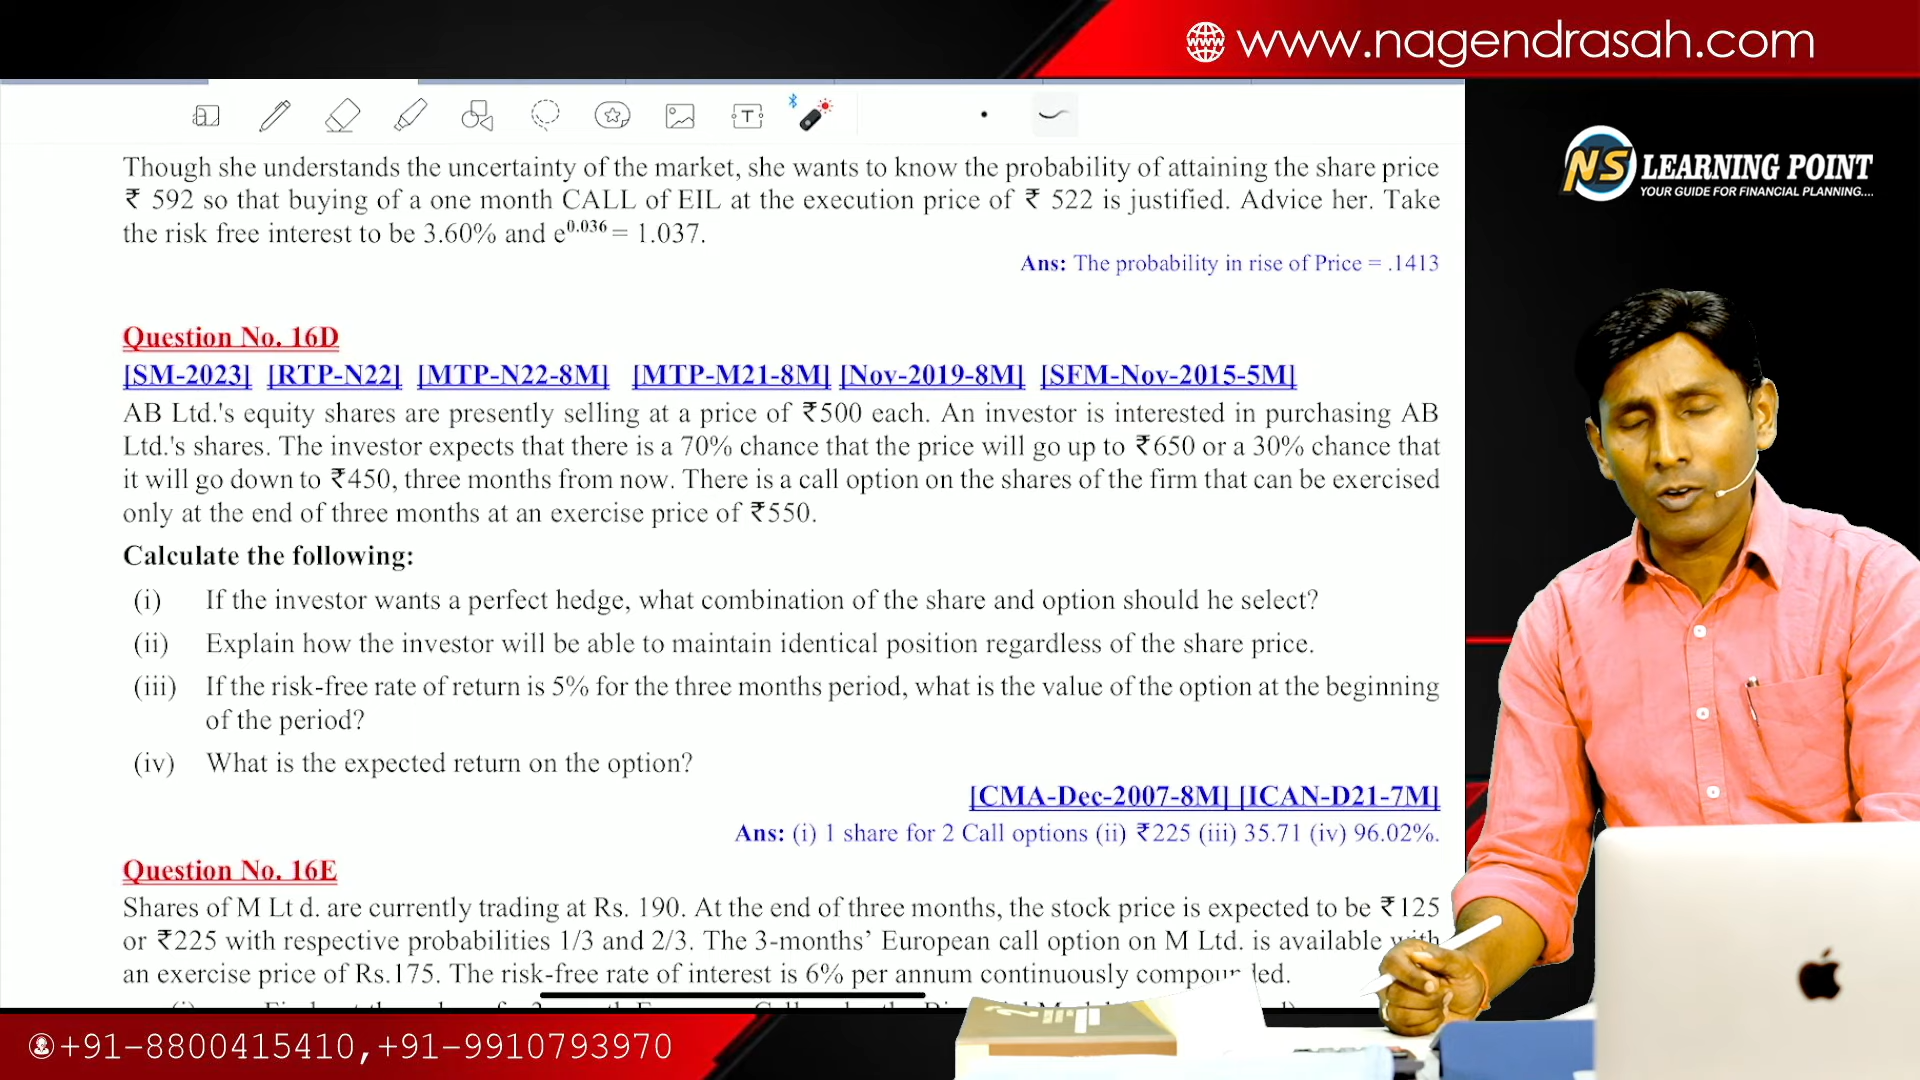 www.nagendrasah.com
NS LEARNING POINT
YOUR GUIDE FOR FINANCIAL PLANNING....
Though she understands the uncertainty of the market, she wants to know the probability of attaining the share price
₹ 592 so that buying of a one month CALL of EIL at the execution price of ₹ 522 is justified. Advice her. Take
the risk free interest to be 3.60% and e^0.036 = 1.037.
Ans: The probability in rise of Price = .1413
Question No. 16D
[SM-2023] [RTP-N22] [MTP-N22-8M] [MTP-M21-8M] [Nov-2019-8M] [SFM-Nov-2015-5M]
AB Ltd.'s equity shares are presently selling at a price of ₹500 each. An investor is interested in purchasing AB
Ltd.'s shares. The investor expects that there is a 70% chance that the price will go up to ₹650 or a 30% chance that
it will go down to ₹450, three months from now. There is a call option on the shares of the firm that can be exercised
only at the end of three months at an exercise price of ₹550.
Calculate the following:
(i) If the investor wants a perfect hedge, what combination of the share and option should he select?
(ii) Explain how the investor will be able to maintain identical position regardless of the share price.
(iii) If the risk-free rate of return is 5% for the three months period, what is the value of the option at the beginning
of the period?
(iv) What is the expected return on the option?
[CMA-Dec-2007-8M] [ICAN-D21-7M]
Ans: (i) 1 share for 2 Call options (ii) ₹225 (iii) 35.71 (iv) 96.02%.
Question No. 16E
Shares of M Lt d. are currently trading at Rs. 190. At the end of three months, the stock price is expected to be ₹125
or ₹225 with respective probabilities 1/3 and 2/3. The 3-months' European call option on M Ltd. is available with
an exercise price of Rs.175. The risk-free rate of interest is 6% per annum continuously compounded.
+91-8800415410,+91-9910793970